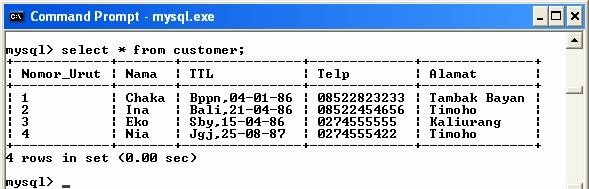 Command Prompt - mysql.exe
mysql> select * from customer;
+------------+-------+---------------+-------------+--------------+
| Nomor_Urut | Nama | TTL | Telp | Alamat |
+------------+-------+---------------+-------------+--------------+
| 1 | Chaka | Bppn,04-01-86 | 08522823233 | Tambak Bayan |
| 2 | Ina | Bali,21-04-86 | 08522454656 | Timoho |
| 3 | Eko | Sby,15-04-86 | 0274555555 | Kaliurang |
| 4 | Nia | Jgj,25-08-87 | 0274555422 | Timoho |
+------------+-------+---------------+-------------+--------------+
4 rows in set (0.00 sec)
mysql> _